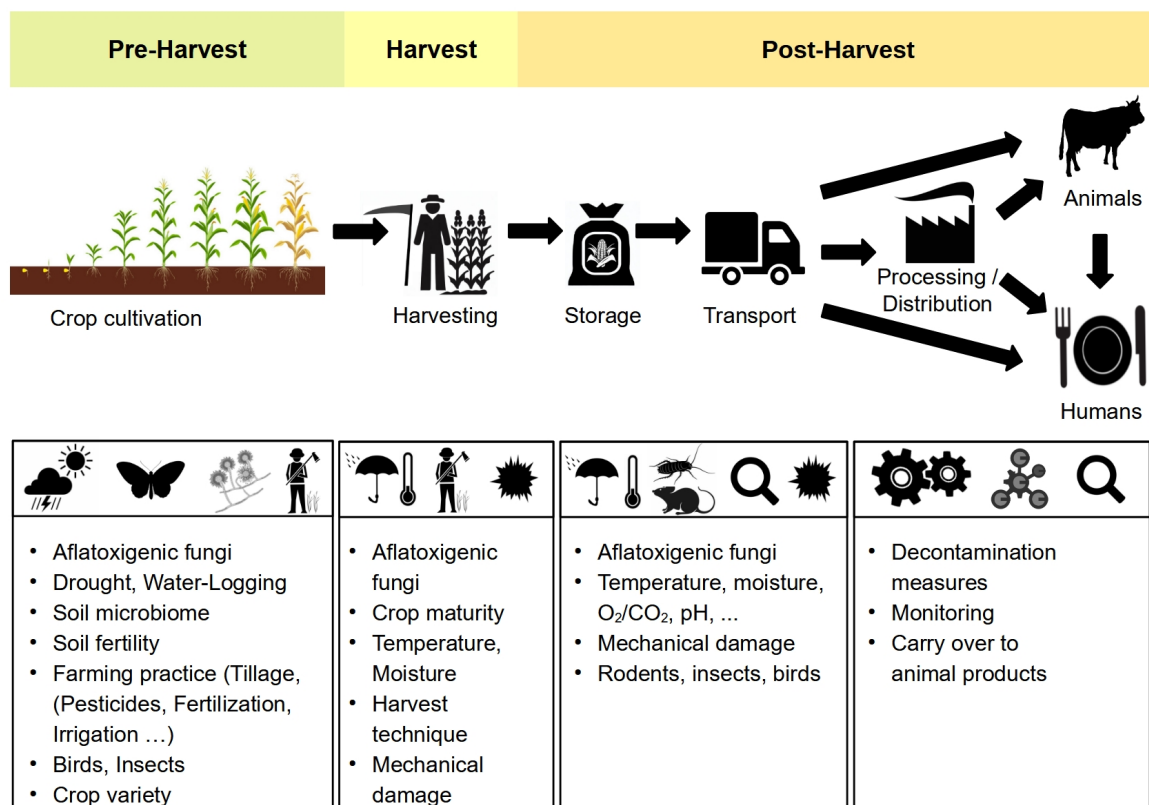 Pre-Harvest
Harvest
Post-Harvest
Crop cultivation
Harvesting
Storage
Transport
Processing /
Distribution
Animals
Humans
• Aflatoxigenic fungi
• Drought, Water-Logging
• Soil microbiome
• Soil fertility
• Farming practice (Tillage,
(Pesticides, Fertilization,
Irrigation …)
• Birds, Insects
• Crop variety
• Aflatoxigenic
fungi
• Crop maturity
• Temperature,
Moisture
• Harvest
technique
• Mechanical
damage
• Aflatoxigenic fungi
• Temperature, moisture,
O₂/CO₂, pH, ...
• Mechanical damage
• Rodents, insects, birds
• Decontamination
measures
• Monitoring
• Carry over to
animal products